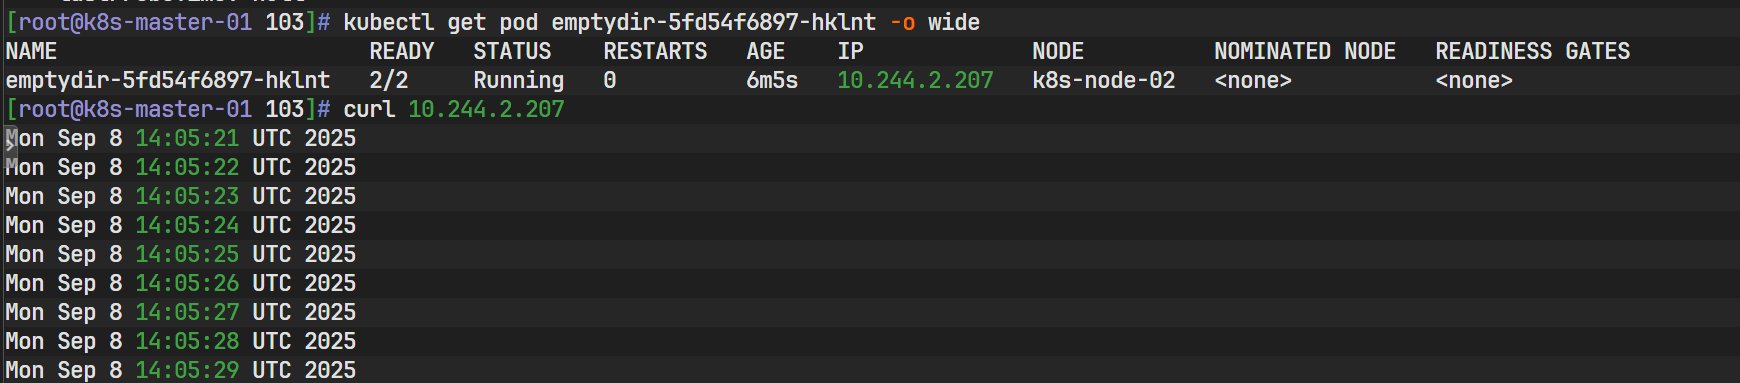 [root@k8s-master-01 103]# kubectl get pod emptydir-5fd54f6897-hklnt -o wide
NAME                        READY   STATUS    RESTARTS   AGE    IP             NODE          NOMINATED NODE   READINESS GATES
emptydir-5fd54f6897-hklnt   2/2     Running   0          6m5s   10.244.2.207   k8s-node-02   <none>           <none>
[root@k8s-master-01 103]# curl 10.244.2.207
Mon Sep 8 14:05:21 UTC 2025
Mon Sep 8 14:05:22 UTC 2025
Mon Sep 8 14:05:23 UTC 2025
Mon Sep 8 14:05:24 UTC 2025
Mon Sep 8 14:05:25 UTC 2025
Mon Sep 8 14:05:26 UTC 2025
Mon Sep 8 14:05:27 UTC 2025
Mon Sep 8 14:05:28 UTC 2025
Mon Sep 8 14:05:29 UTC 2025